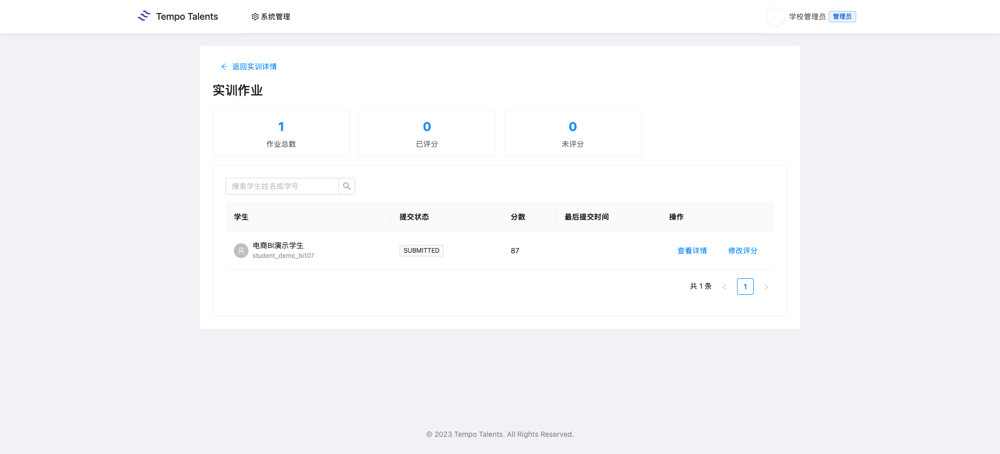 Tempo Talents
系统管理
学校管理员 管理员
返回实训详情
实训作业
1
作业总数
0
已评分
0
未评分
搜索学生姓名或学号
学生 提交状态 分数 最后提交时间 操作
电商BI演示学生
student_demo_bi107
SUBMITTED 87 查看详情 修改评分
共 1 条 < 1 >
© 2023 Tempo Talents. All Rights Reserved.